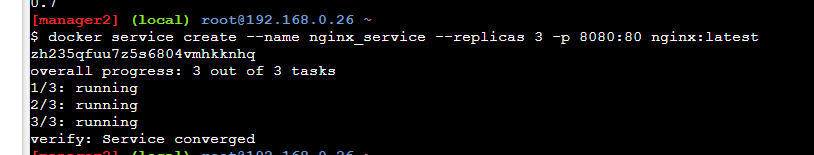 0.7
[manager2] (local) root@192.168.0.26 ~
$ docker service create --name nginx_service --replicas 3 -p 8080:80 nginx:latest
zh235qfuu7z5s6804vmhkknhq
overall progress: 3 out of 3 tasks
1/3: running
2/3: running
3/3: running
verify: Service converged
[manager2] (local) root@192.168.0.26 ~